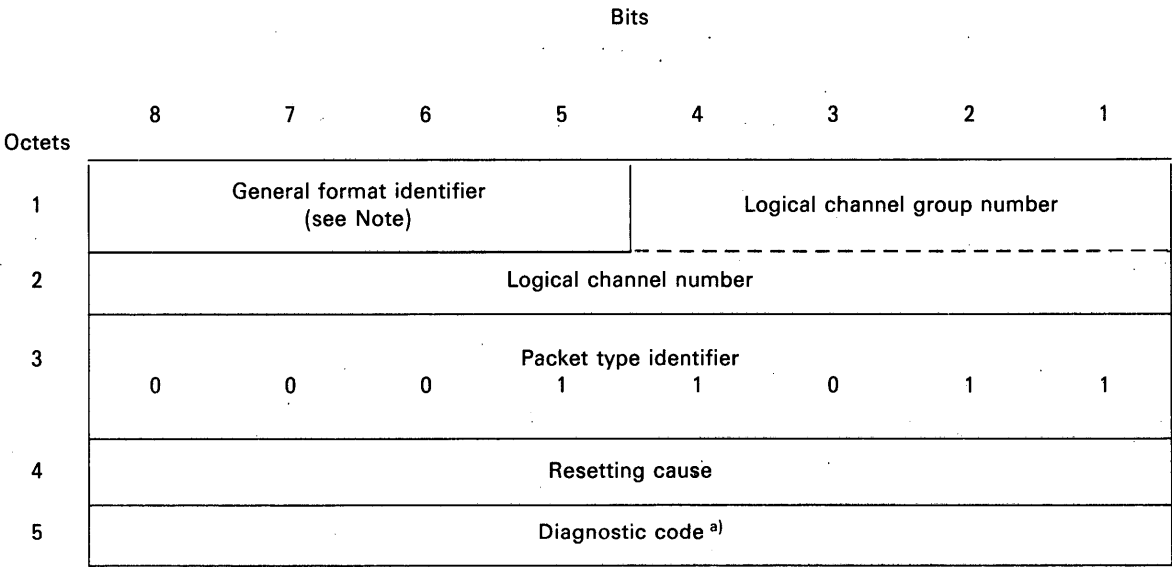 Bits
8 7 6 5 4 3 2 1
Octets
1 General format identifier Logical channel group number
(see Note)
2 Logical channel number
3 Packet type identifier
0 0 0 1 1 0 1 1
4 Resetting cause
5 Diagnostic code a)